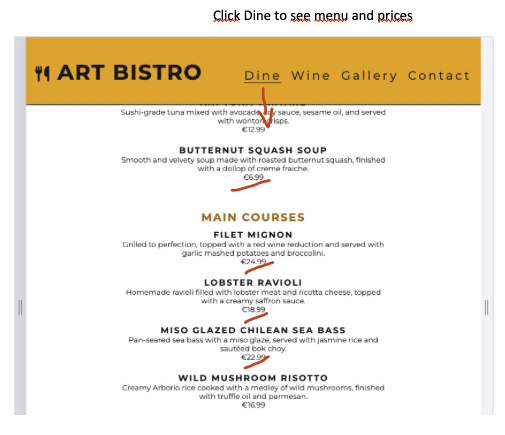 Click Dine to see menu and prices
ART BISTRO
Dine Wine Gallery Contact
Sushi-grade tuna mixed with avocado, soy sauce, sesame oil, and served
with wonton crisps.
€12.99
BUTTERNUT SQUASH SOUP
Smooth and velvety soup made with roasted butternut squash, finished
with a dollop of creme fraiche.
€6.99
MAIN COURSES
FILET MIGNON
Grilled to perfection, topped with a red wine reduction and served with
garlic mashed potatoes and broccolini.
€24.99
LOBSTER RAVIOLI
Homemade ravioli filled with lobster meat and ricotta cheese, topped
with a creamy saffron sauce.
€18.99
MISO GLAZED CHILEAN SEA BASS
Pan-seared sea bass with a miso glaze, served with jasmine rice and
sautéed bok choy.
€22.99
WILD MUSHROOM RISOTTO
Creamy Arborio rice cooked with a medley of wild mushrooms, finished
with truffle oil and parmesan.
€16.99